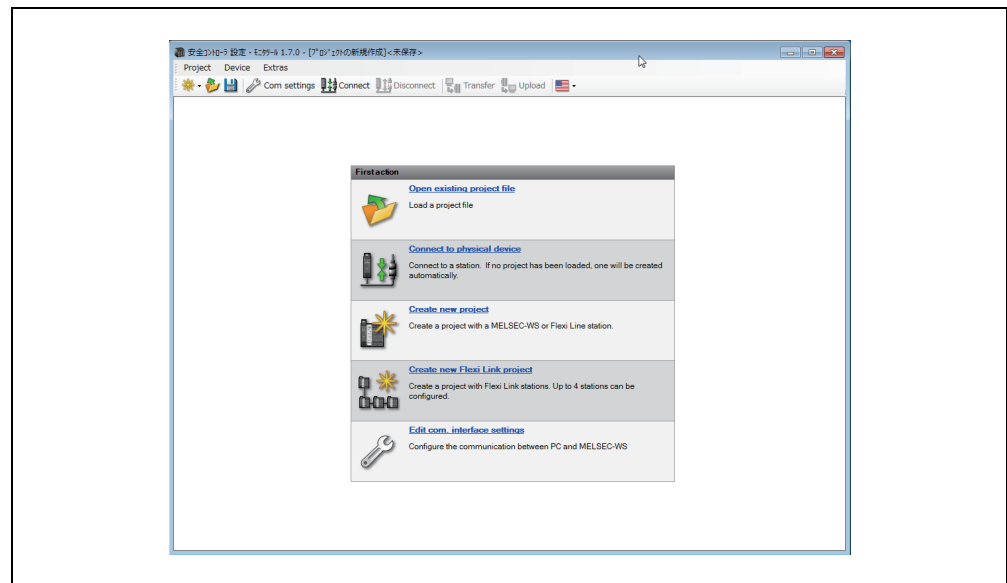 安全ｺﾝﾄﾛｰﾗ 設定・ﾓﾆﾀﾂｰﾙ 1.7.0 - [ﾌﾟﾛｼﾞｪｸﾄの新規作成]<未保存>
Project Device Extras
Com settings Connect Disconnect Transfer Upload
First action
Open existing project file
Load a project file
Connect to physical device
Connect to a station. If no project has been loaded, one will be created
automatically.
Create new project
Create a project with a MELSEC-WS or Flexi Line station.
Create new Flexi Link project
Create a project with Flexi Link stations. Up to 4 stations can be
configured.
Edit com. interface settings
Configure the communication between PC and MELSEC-WS